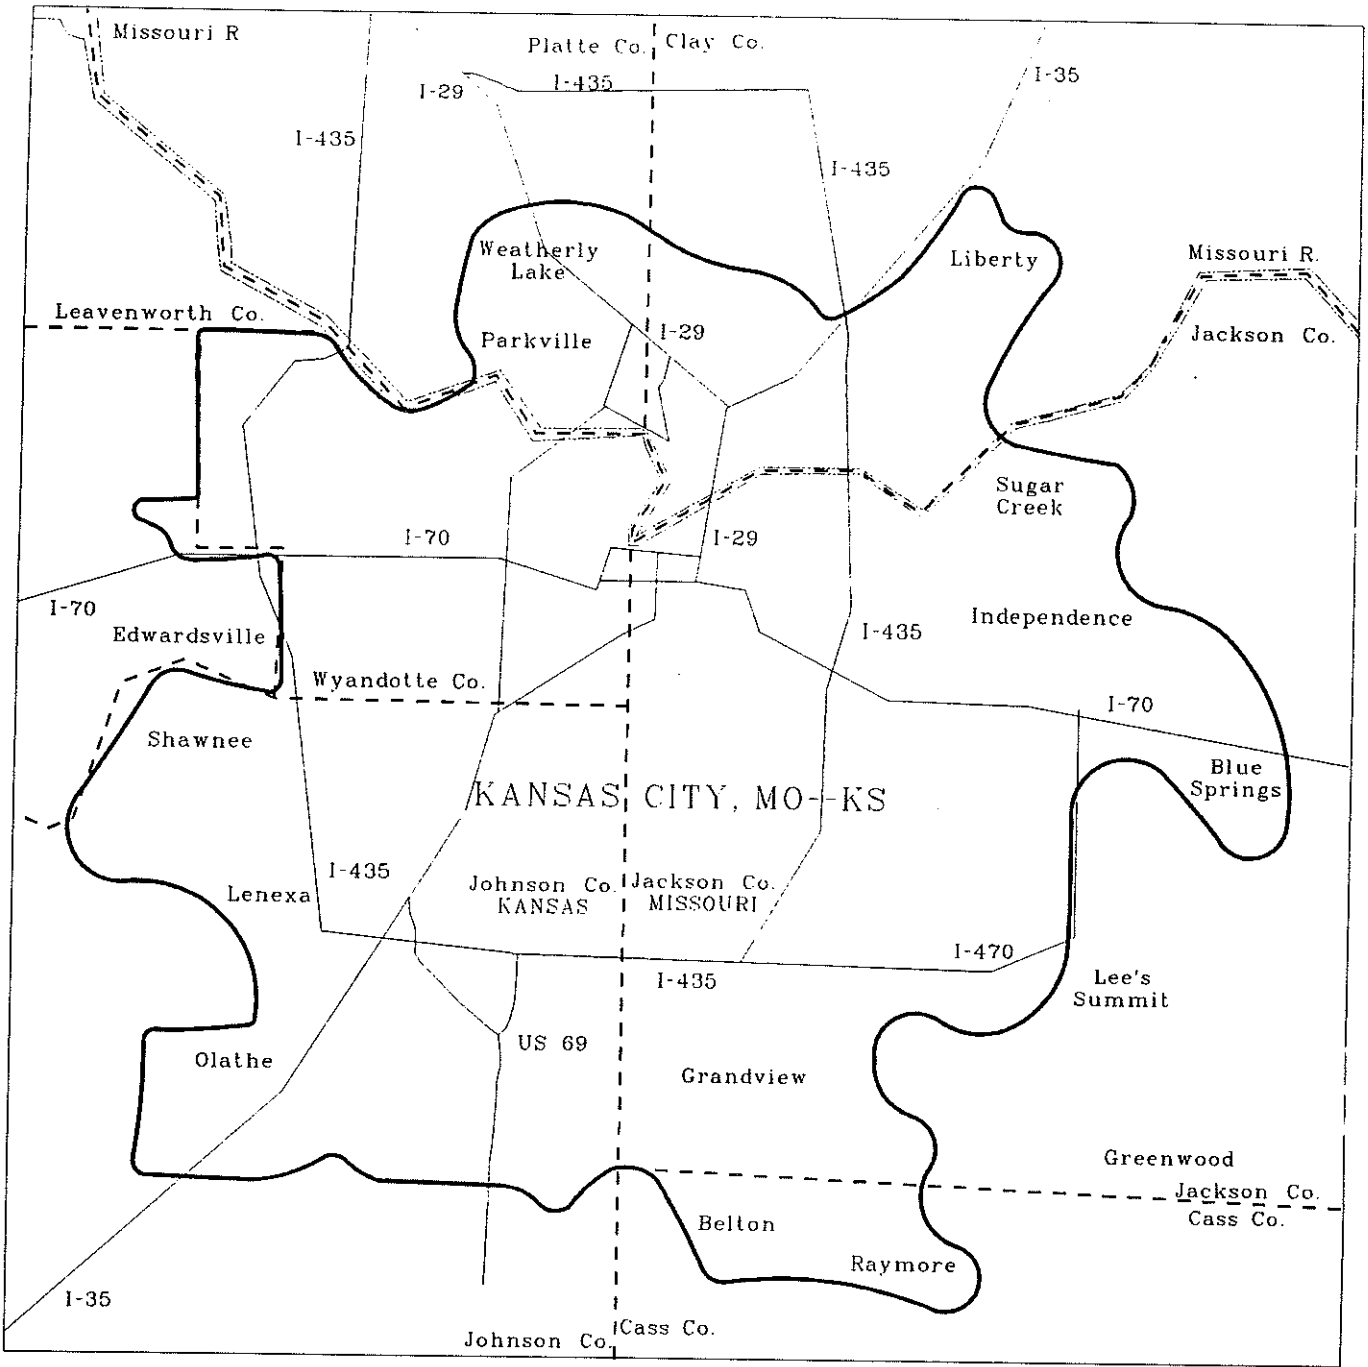 Missouri R
Platte Co.
Clay Co.
I-29
I-435
I-35
I-435
I-435
Weatherly
Lake
Liberty
Missouri R.
Leavenworth Co.
Parkville
I-29
Jackson Co.
Sugar
Creek
I-70
I-29
I-70
Edwardsville
I-435
Independence
Wyandotte Co.
I-70
Shawnee
Blue
Springs
KANSAS CITY, MO--KS
I-435
Lenexa
Johnson Co.
KANSAS
Jackson Co.
MISSOURI
I-470
I-435
Lee's
Summit
US 69
Olathe
Grandview
Greenwood
Jackson Co.
Cass Co.
Belton
Raymore
I-35
Johnson Co.
Cass Co.